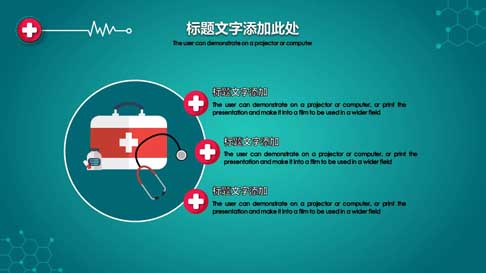 标题文字添加此处
The user can demonstrate on a projector or computer
标题文字添加
The user can demonstrate on a projector or computer, or print the
presentation and make it into a film to be used in a wider field
标题文字添加
The user can demonstrate on a projector or computer, or print the
presentation and make it into a film to be used in a wider field
标题文字添加
The user can demonstrate on a projector or computer, or print the
presentation and make it into a film to be used in a wider field